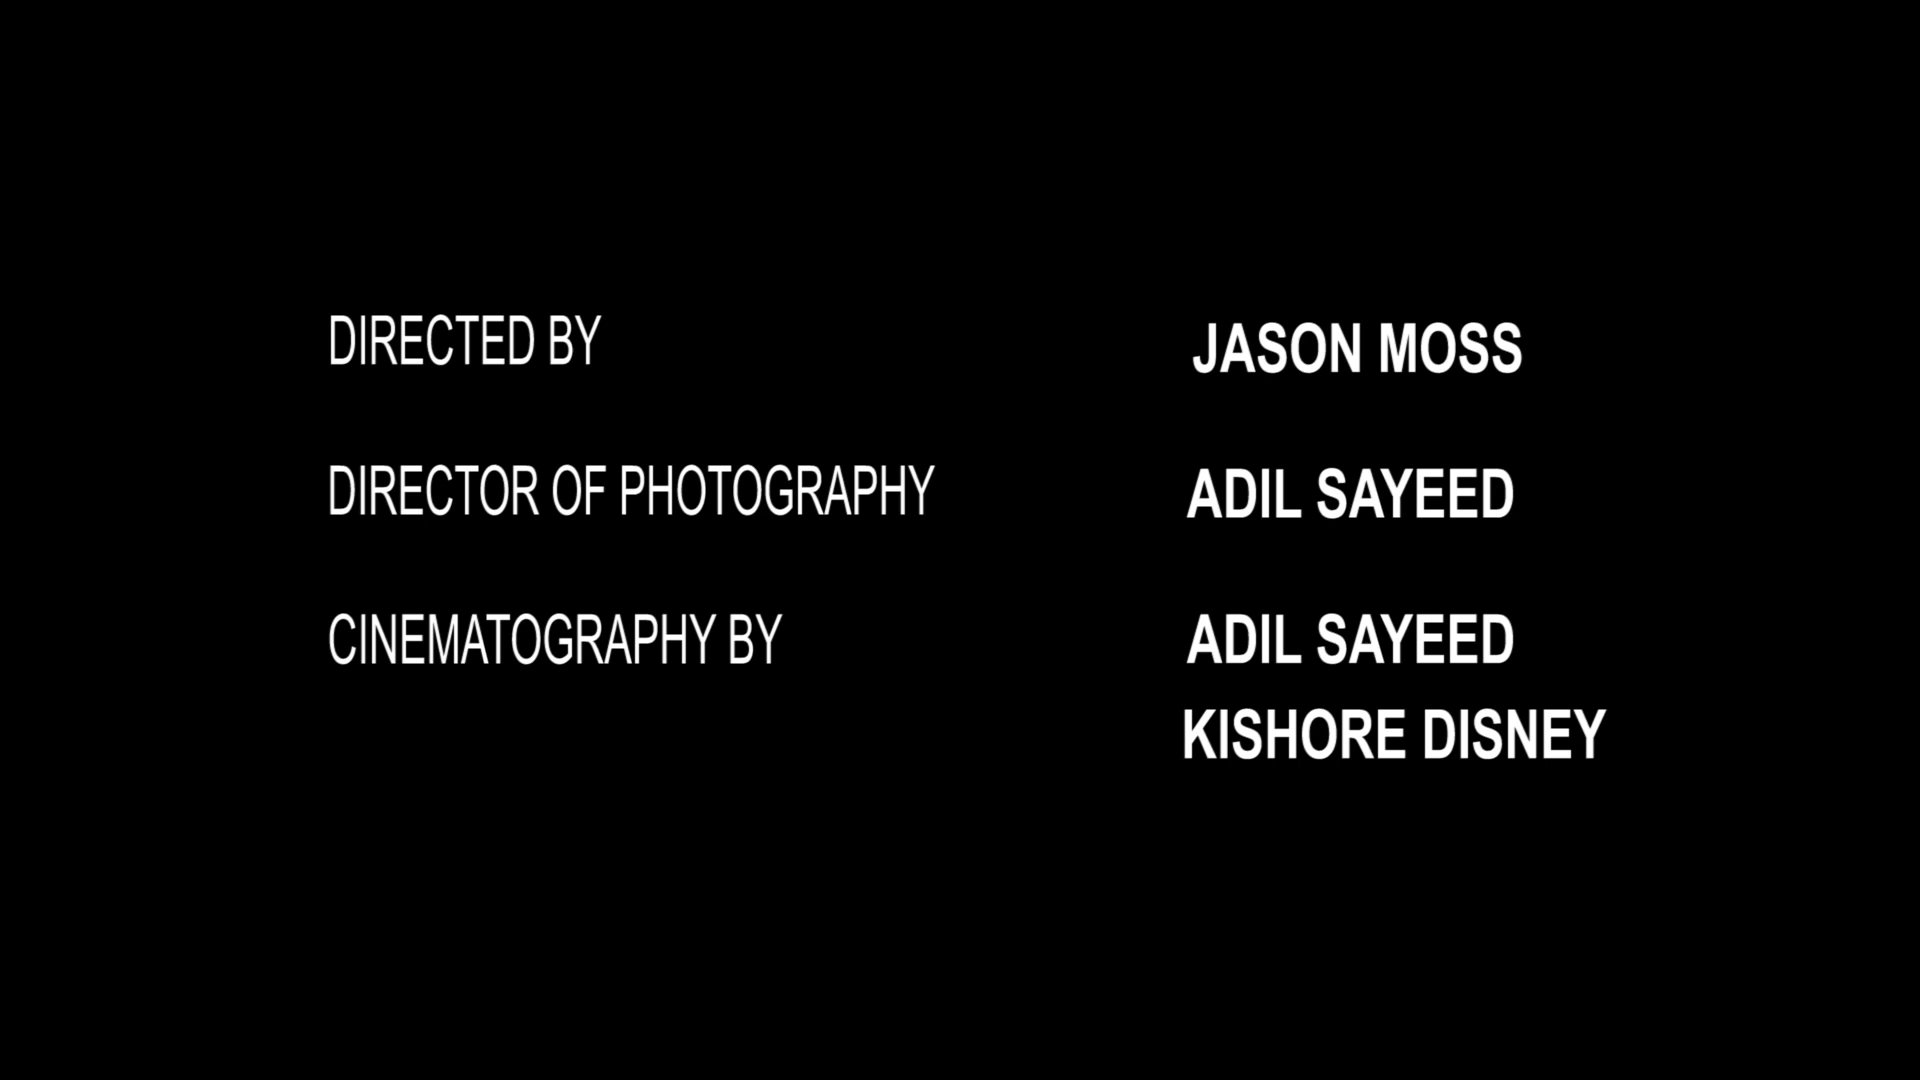 DIRECTED BY JASON MOSS
DIRECTOR OF PHOTOGRAPHY ADIL SAYEED
CINEMATOGRAPHY BY ADIL SAYEED
KISHORE DISNEY